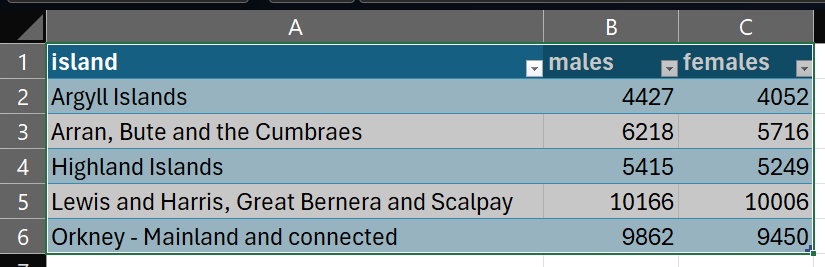 A B C
1 island males females
2 Argyll Islands 4427 4052
3 Arran, Bute and the Cumbraes 6218 5716
4 Highland Islands 5415 5249
5 Lewis and Harris, Great Bernera and Scalpay 10166 10006
6 Orkney - Mainland and connected 9862 9450